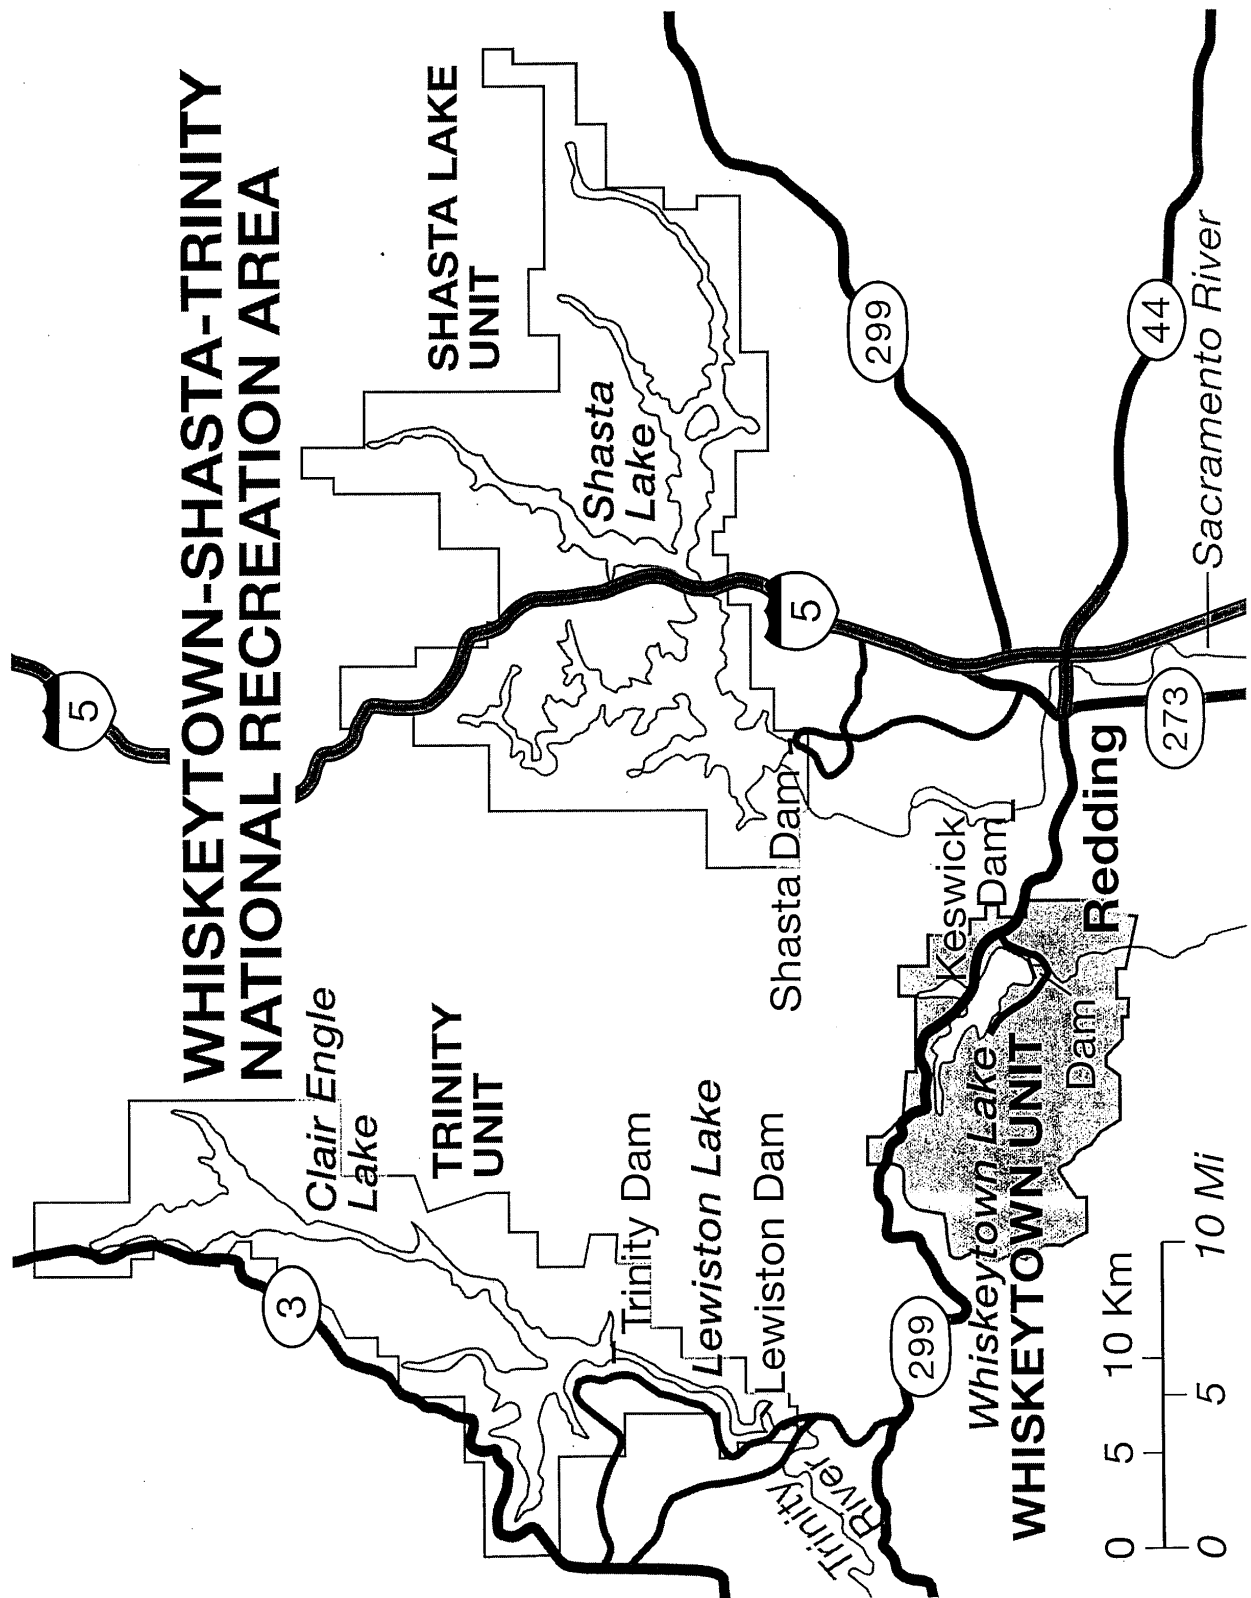 WHISKEYTOWN-SHASTA-TRINITY
NATIONAL RECREATION AREA
5
SHASTA LAKE
UNIT
Clair Engle
Lake
TRINITY
UNIT
3
Shasta
Lake
Trinity Dam
Lewiston Lake
Lewiston Dam
Shasta Dam
5
299
44
Keswick
Dam
Redding
273
Sacramento River
Trinity
River
299
Whiskeytown Lake
WHISKEYTOWN UNIT
Dam
0 5 10 Km
0 5 10 Mi